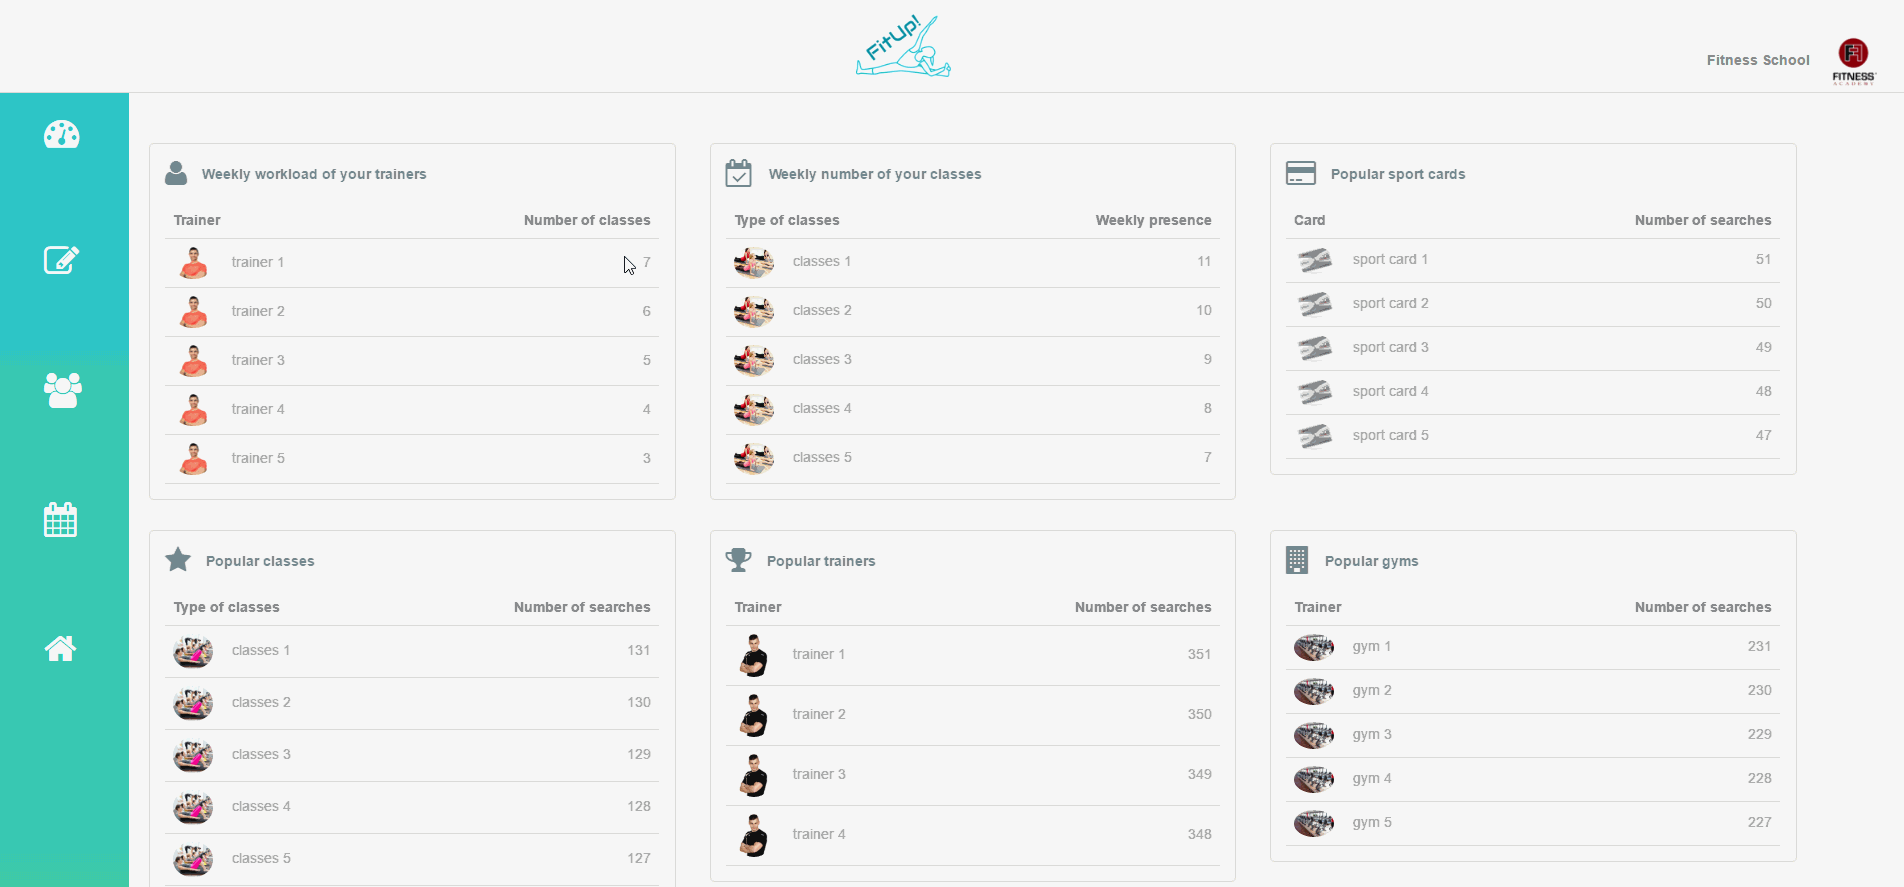 FitUp!
Fitness School
FITNESS
ACADEMY
Weekly workload of your trainers
Trainer Number of classes
trainer 1 7
trainer 2 6
trainer 3 5
trainer 4 4
trainer 5 3
Weekly number of your classes
Type of classes Weekly presence
classes 1 11
classes 2 10
classes 3 9
classes 4 8
classes 5 7
Popular sport cards
Card Number of searches
sport card 1 51
sport card 2 50
sport card 3 49
sport card 4 48
sport card 5 47
Popular classes
Type of classes Number of searches
classes 1 131
classes 2 130
classes 3 129
classes 4 128
classes 5 127
Popular trainers
Trainer Number of searches
trainer 1 351
trainer 2 350
trainer 3 349
trainer 4 348
Popular gyms
Trainer Number of searches
gym 1 231
gym 2 230
gym 3 229
gym 4 228
gym 5 227